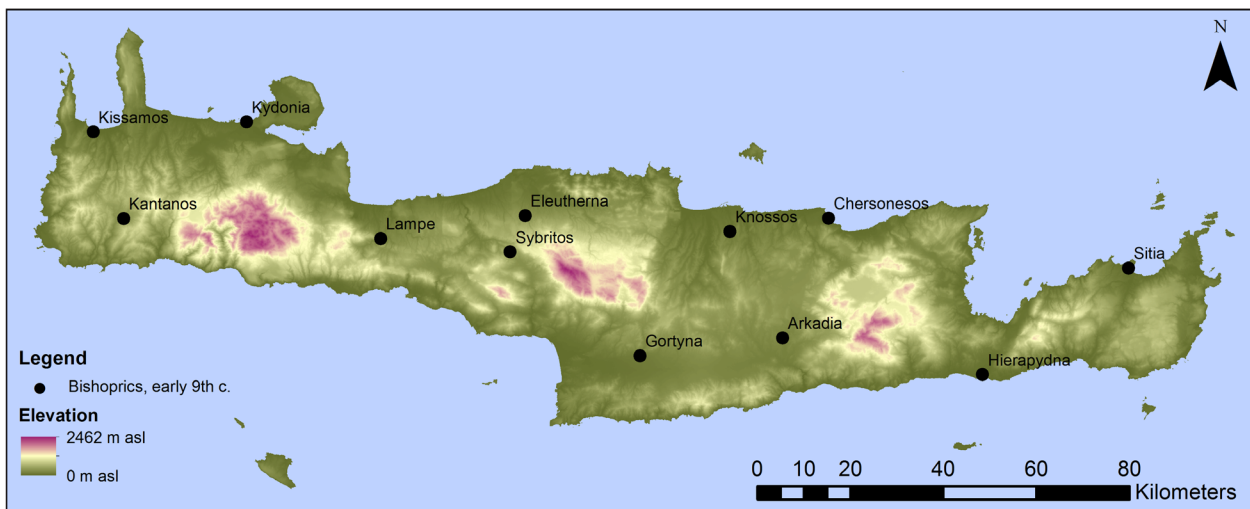 N
Kydonia
Kissamos
Kantanos
Eleutherna
Chersonesos
Knossos
Lampe
Sybritos
Sitia
Arkadia
Gortyna
Hierapydna
Legend
Bishoprics, early 9th c.
Elevation
2462 m asl
0 m asl
0 10 20 40 60 80
Kilometers